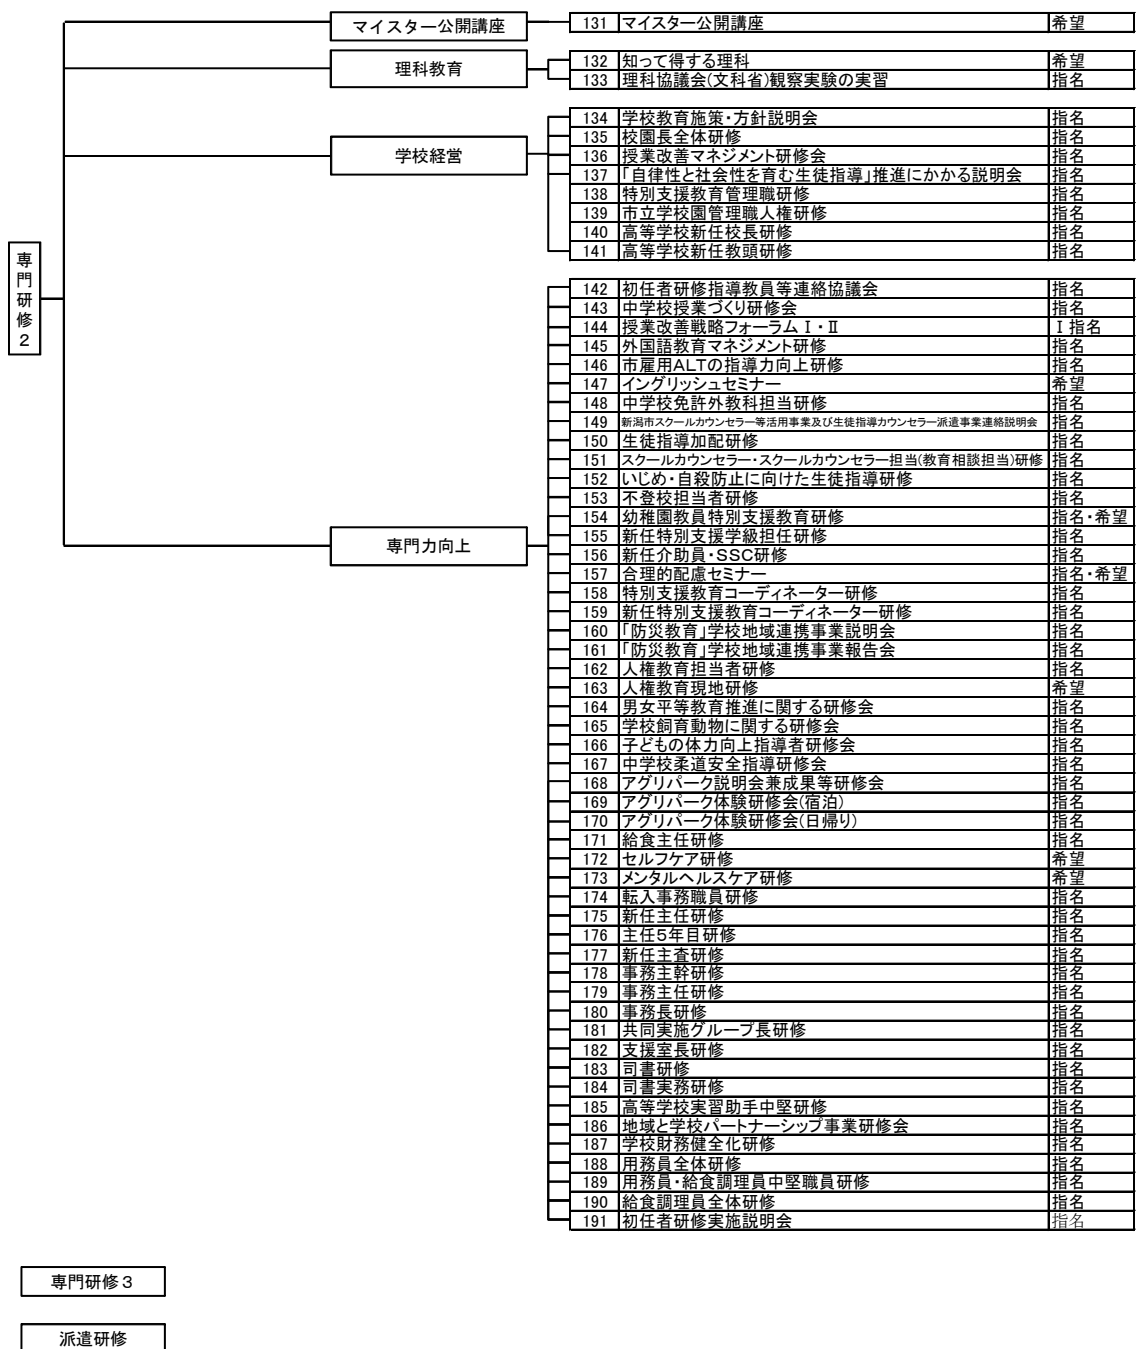 専門研修2
マイスター公開講座
131 マイスター公開講座 希望
理科教育
132 知って得する理科 希望
133 理科協議会(文科省)観察実験の実習 指名
学校経営
134 学校教育施策・方針説明会 指名
135 校園長全体研修 指名
136 授業改善マネジメント研修会 指名
137 「自律性と社会性を育む生徒指導」推進にかかる説明会 指名
138 特別支援教育管理職研修 指名
139 市立学校園管理職人権研修 指名
140 高等学校新任校長研修 指名
141 高等学校新任教頭研修 指名
専門力向上
142 初任者研修指導教員等連絡協議会 指名
143 中学校授業づくり研修会 指名
144 授業改善戦略フォーラムⅠ・Ⅱ Ⅰ指名
145 外国語教育マネジメント研修 指名
146 市雇用ALTの指導力向上研修 指名
147 イングリッシュセミナー 希望
148 中学校免許外教科担当研修 指名
149 新潟市スクールカウンセラー等活用事業及び生徒指導カウンセラー派遣事業連絡説明会 指名
150 生徒指導加配研修 指名
151 スクールカウンセラー・スクールカウンセラー担当(教育相談担当)研修 指名
152 いじめ・自殺防止に向けた生徒指導研修 指名
153 不登校担当者研修 指名
154 幼稚園教員特別支援教育研修 指名・希望
155 新任特別支援学級担任研修 指名
156 新任介助員・SSC研修 指名
157 合理的配慮セミナー 指名・希望
158 特別支援教育コーディネーター研修 指名
159 新任特別支援教育コーディネーター研修 指名
160 「防災教育」学校地域連携事業説明会 指名
161 「防災教育」学校地域連携事業報告会 指名
162 人権教育担当者研修 指名
163 人権教育現地研修 希望
164 男女平等教育推進に関する研修会 指名
165 学校飼育動物に関する研修会 指名
166 子どもの体力向上指導者研修会 指名
167 中学校柔道安全指導研修会 指名
168 アグリパーク説明会兼成果等研修会 指名
169 アグリパーク体験研修会(宿泊) 指名
170 アグリパーク体験研修会(日帰り) 指名
171 給食主任研修 指名
172 セルフケア研修 希望
173 メンタルヘルスケア研修 希望
174 転入事務職員研修 指名
175 新任主任研修 指名
176 主任5年目研修 指名
177 新任主査研修 指名
178 事務主幹研修 指名
179 事務主任研修 指名
180 事務長研修 指名
181 共同実施グループ長研修 指名
182 支援室長研修 指名
183 司書研修 指名
184 司書実務研修 指名
185 高等学校実習助手中堅研修 指名
186 地域と学校パートナーシップ事業研修会 指名
187 学校財務健全化研修 指名
188 用務員全体研修 指名
189 用務員・給食調理員中堅職員研修 指名
190 給食調理員全体研修 指名
191 初任者研修実施説明会 指名
専門研修3
派遣研修